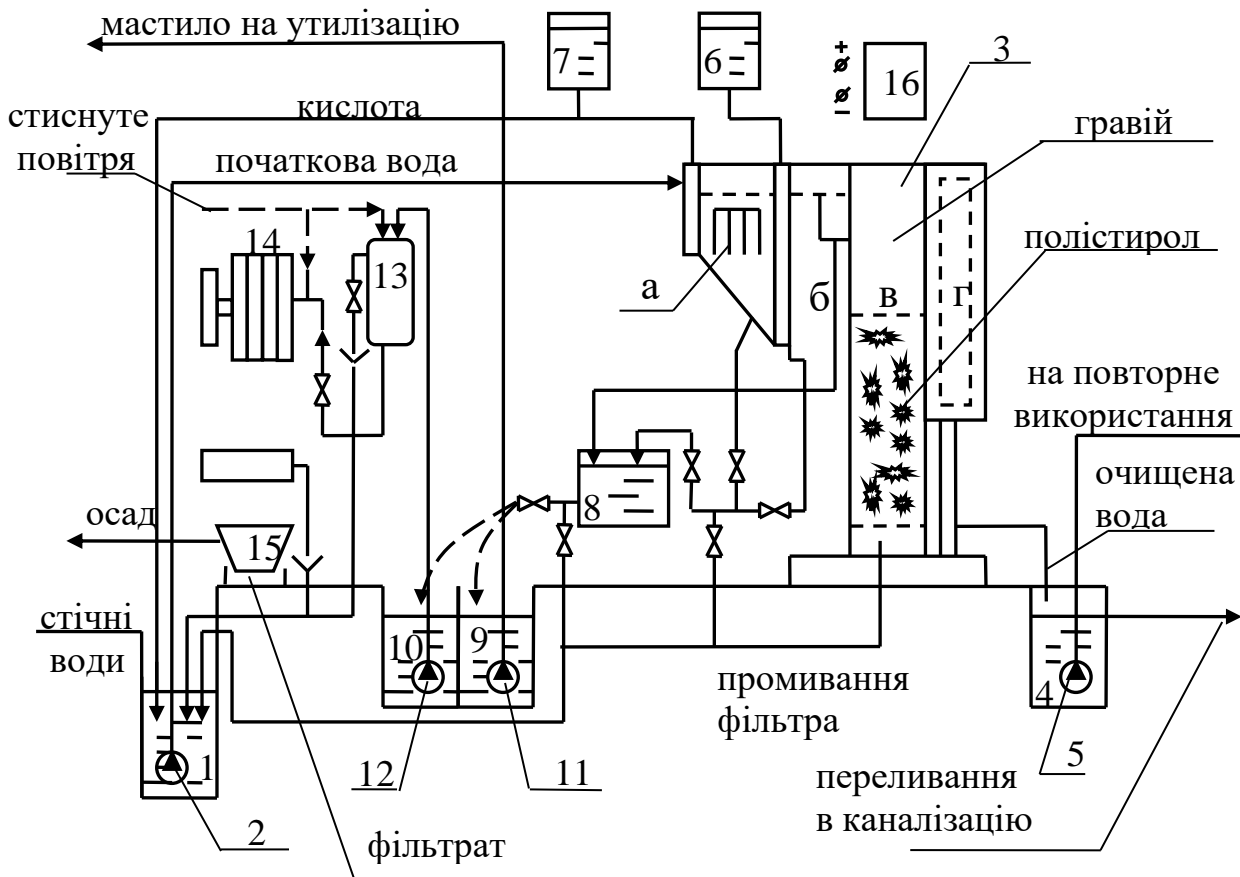 мастило на утилізацію
7
6
+
−
16
3
кислота
стиснуте
повітря
гравій
початкова вода
14
13
полістирол
а
б
в
г
на повторне
використання
очищена
вода
8
осад
15
стічні
води
10
9
4
промивання
фільтра
1
12
11
5
переливання
в каналізацію
2
фільтрат